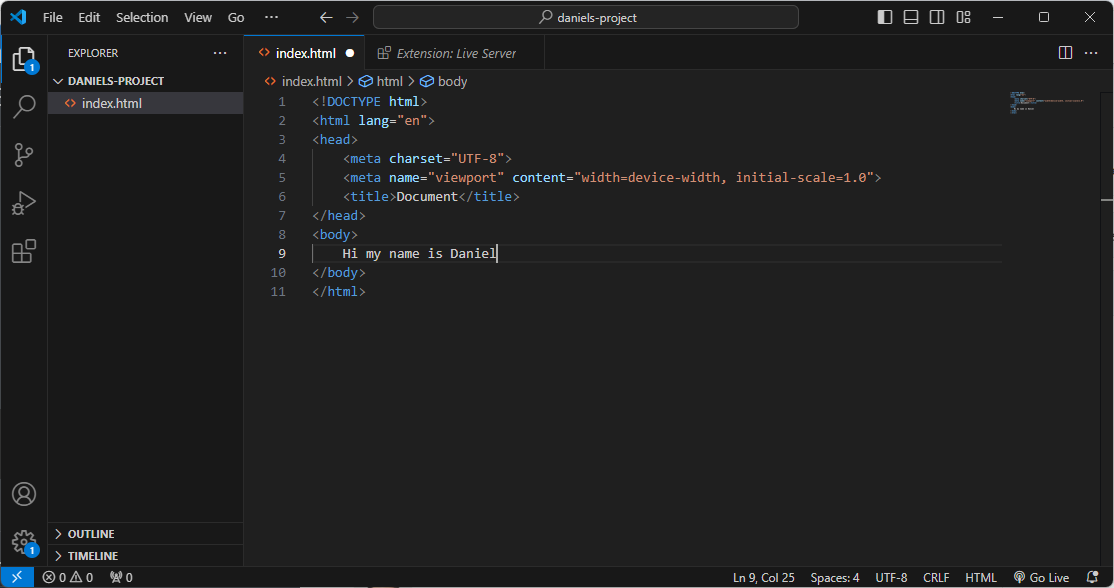 File Edit Selection View Go ··· daniels-project
EXPLORER ···
DANIELS-PROJECT
index.html
OUTLINE
TIMELINE
1
1
index.html Extension: Live Server ···
index.html > html > body
1 <!DOCTYPE html>
2 <html lang="en">
3 <head>
4     <meta charset="UTF-8">
5     <meta name="viewport" content="width=device-width, initial-scale=1.0">
6     <title>Document</title>
7 </head>
8 <body>
9     Hi my name is Daniel
10 </body>
11 </html>
0 0 0 Ln 9, Col 25 Spaces: 4 UTF-8 CRLF HTML Go Live